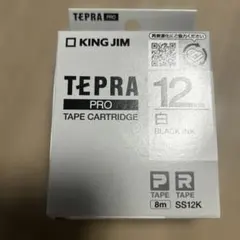 TEPRA PRO
KING JIM
TEPRA
PRO
TAPE CARTRIDGE
12
白
BLACK INK
P TAPE
R TAPE
8m
SS12K